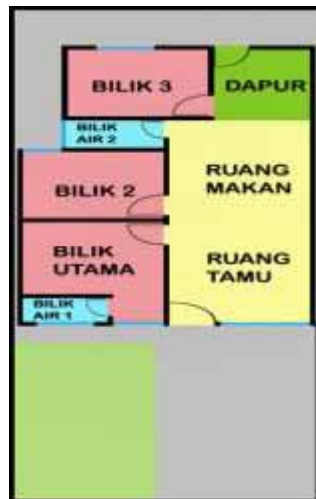 BILIK 3
DAPUR
BILIK
AIR 2
RUANG
MAKAN
BILIK 2
BILIK
UTAMA
RUANG
TAMU
BILIK
AIR 1